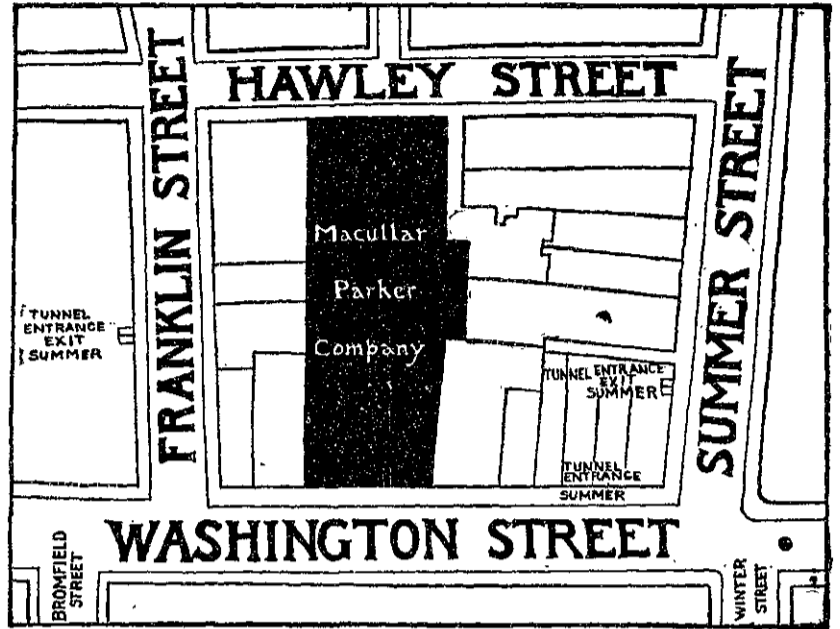 HAWLEY STREET
FRANKLIN STREET
SUMMER STREET
Macullar
Parker
Company
TUNNEL
ENTRANCE
EXIT
SUMMER
TUNNEL ENTRANCE
EXIT
SUMMER
TUNNEL
ENTRANCE
SUMMER
WASHINGTON STREET
BROMFIELD
STREET
WINTER
STREET